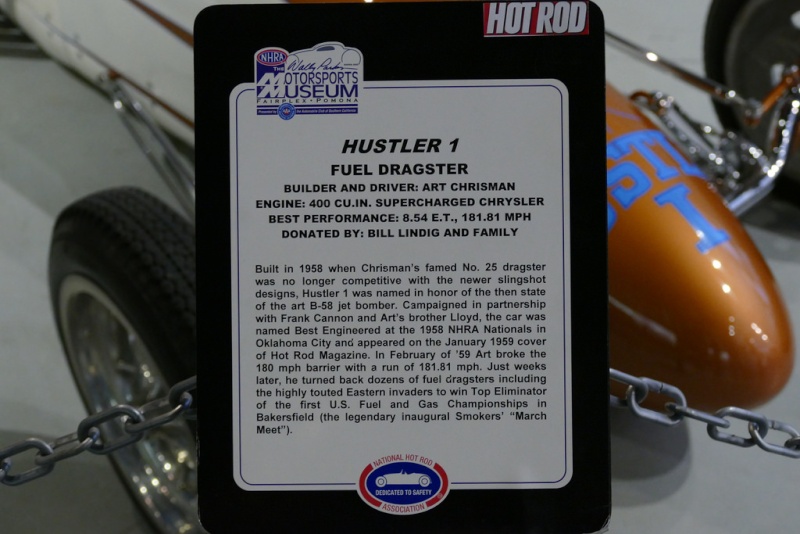 HOT ROD
NHRA
The Wally Parks
MOTORSPORTS
MUSEUM
FAIRPLEX • POMONA
HUSTLER 1
FUEL DRAGSTER
BUILDER AND DRIVER: ART CHRISMAN
ENGINE: 400 CU.IN. SUPERCHARGED CHRYSLER
BEST PERFORMANCE: 8.54 E.T., 181.81 MPH
DONATED BY: BILL LINDIG AND FAMILY
Built in 1958 when Chrisman's famed No. 25 dragster
was no longer competitive with the newer slingshot
designs, Hustler 1 was named in honor of the then state
of the art B-58 jet bomber. Campaigned in partnership
with Frank Cannon and Art's brother Lloyd, the car was
named Best Engineered at the 1958 NHRA Nationals in
Oklahoma City and appeared on the January 1959 cover
of Hot Rod Magazine. In February of '59 Art broke the
180 mph barrier with a run of 181.81 mph. Just weeks
later, he turned back dozens of fuel dragsters including
the highly touted Eastern invaders to win Top Eliminator
of the first U.S. Fuel and Gas Championships in
Bakersfield (the legendary inaugural Smokers' "March
Meet").
NATIONAL HOT ROD
DEDICATED TO SAFETY
ASSOCIATION
STL
I